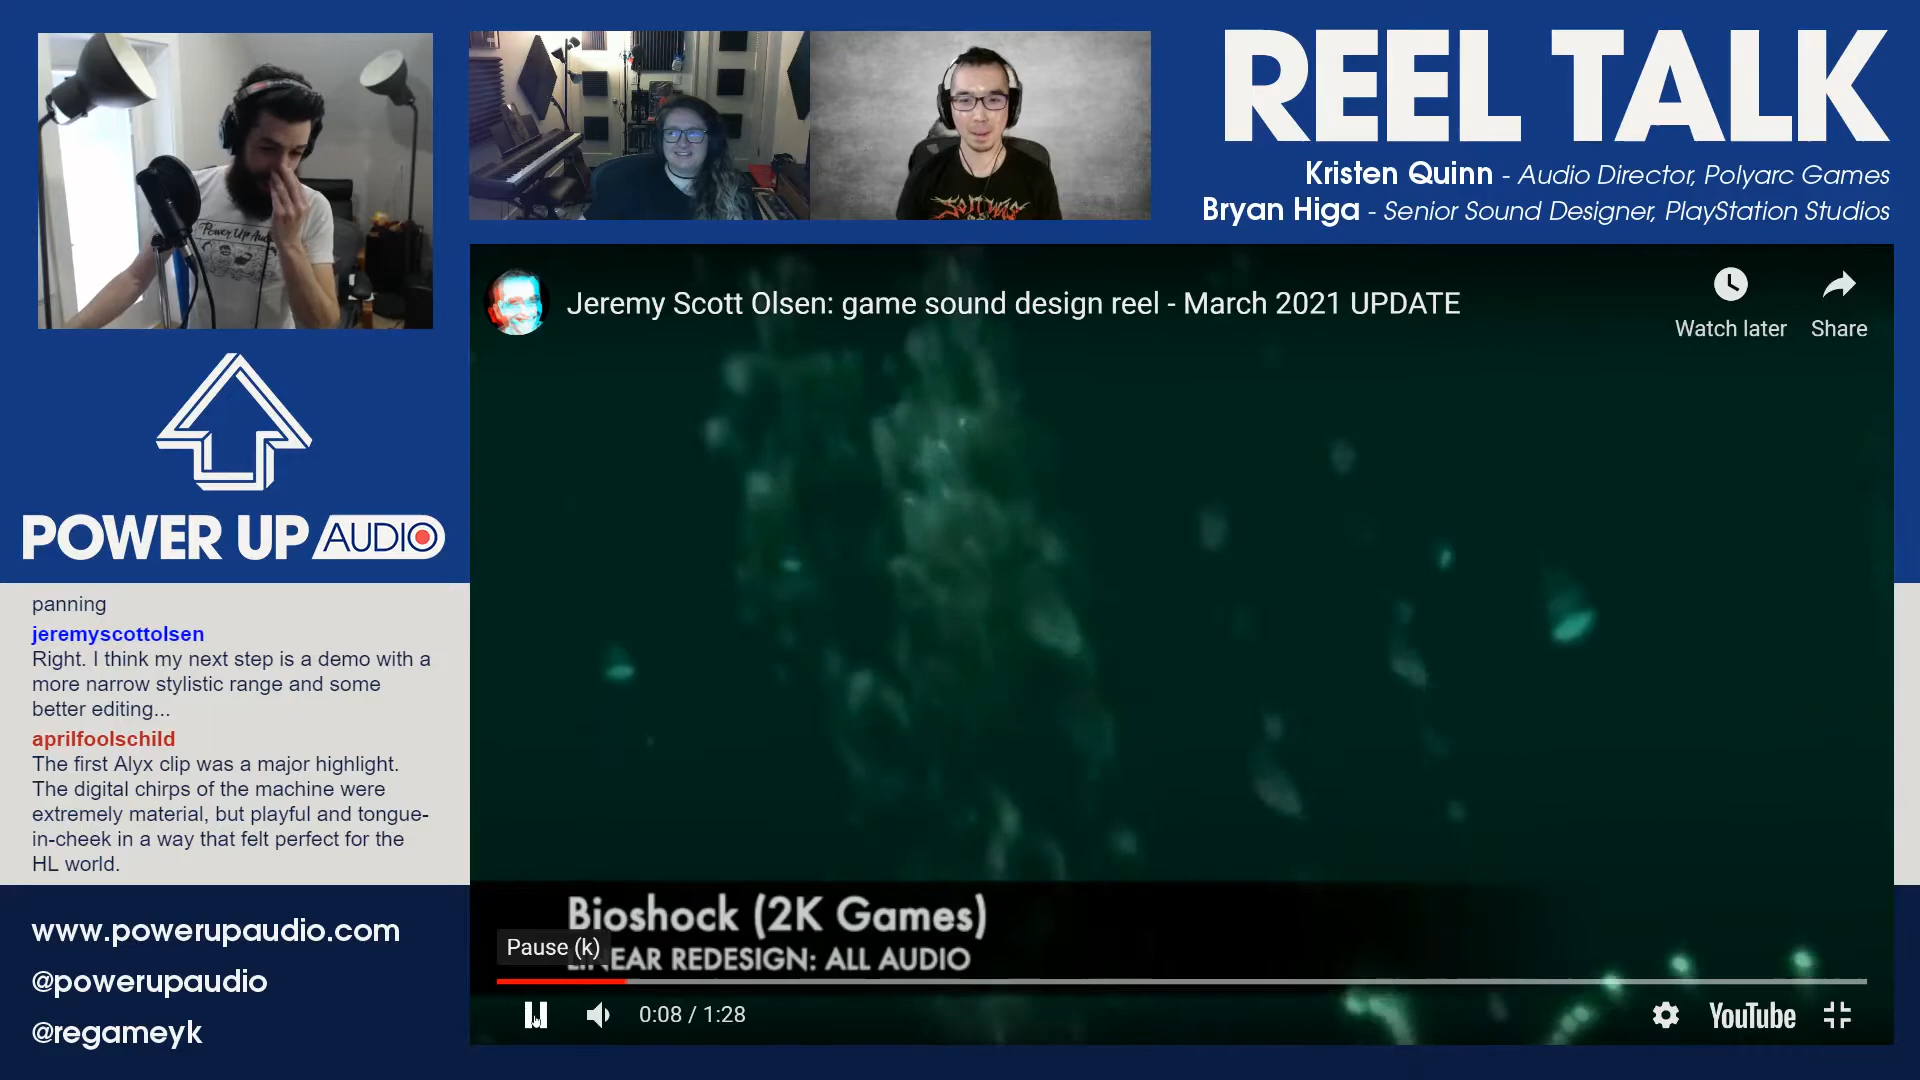 REEL TALK
Kristen Quinn - Audio Director, Polyarc Games
Bryan Higa - Senior Sound Designer, PlayStation Studios
Power Up Au
Jeremy Scott Olsen: game sound design reel - March 2021 UPDATE
Watch later
Share
POWER UP AUDIO
panning
jeremyscottolsen
Right. I think my next step is a demo with a
more narrow stylistic range and some
better editing...
aprilfoolschild
The first Alyx clip was a major highlight.
The digital chirps of the machine were
extremely material, but playful and tongue-
in-cheek in a way that felt perfect for the
HL world.
www.powerupaudio.com
@powerupaudio
@regameyk
Bioshock (2K Games)
Pause (k)
LINEAR REDESIGN: ALL AUDIO
0:08 / 1:28
YouTube